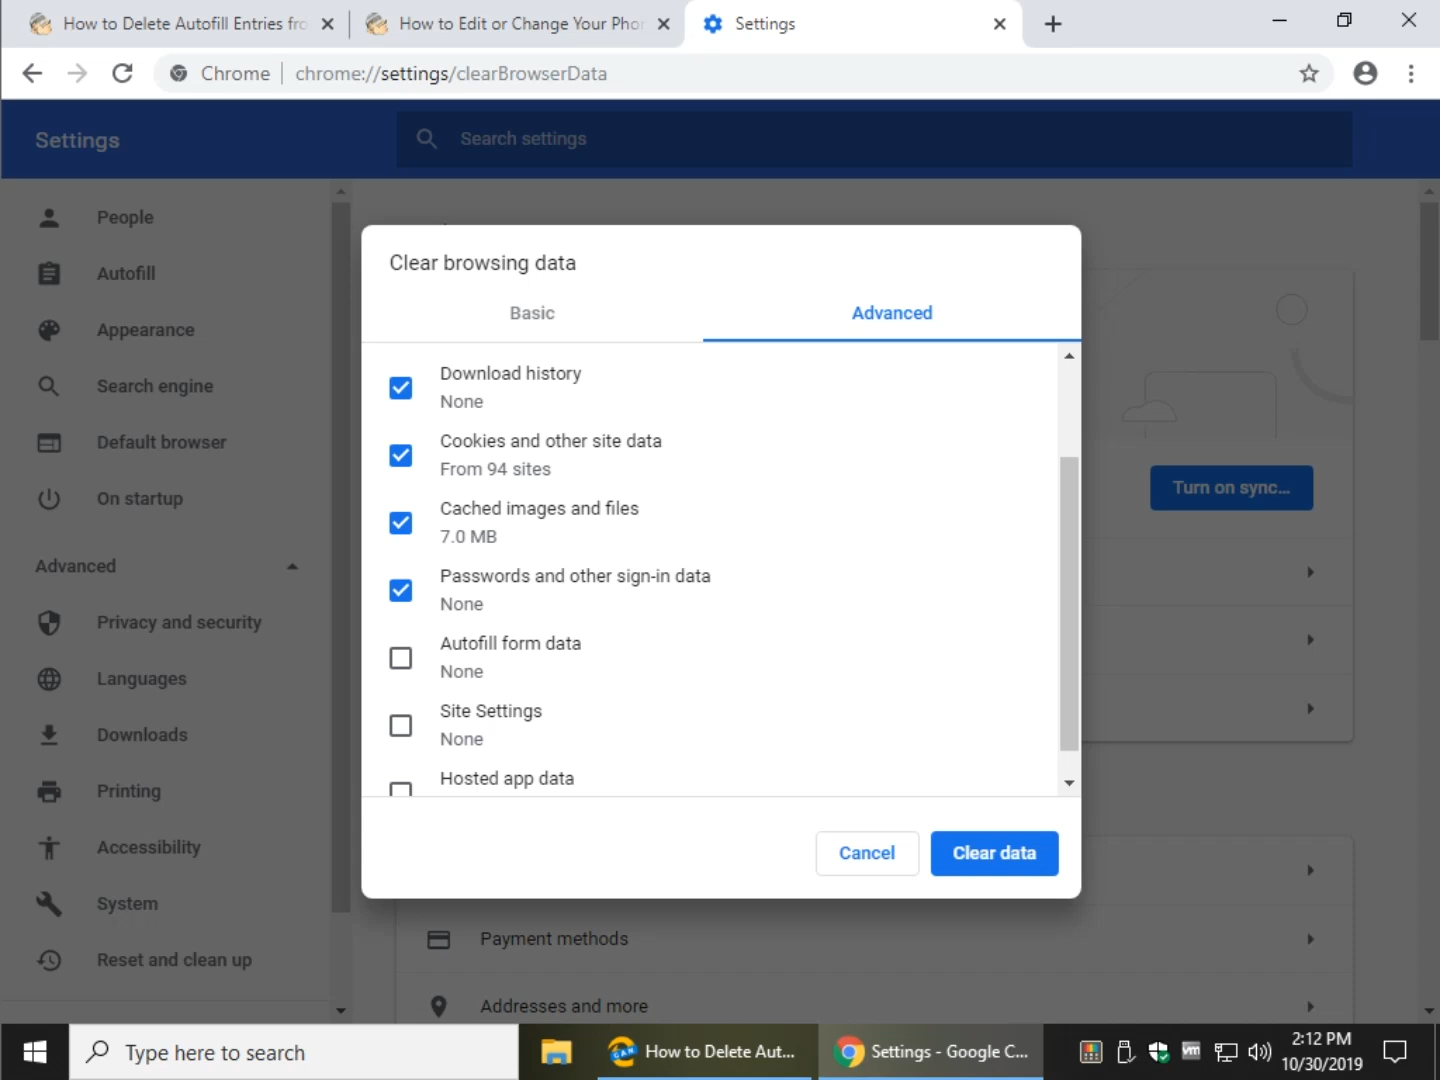 How to Delete Autofill Entries fro
How to Edit or Change Your Phon
Settings
Chrome
chrome://settings/clearBrowserData
Settings
Search settings
People
Autofill
Appearance
Search engine
Default browser
On startup
Advanced
Privacy and security
Languages
Downloads
Printing
Accessibility
System
Reset and clean up
Turn on sync...
Clear browsing data
Basic
Advanced
Download history
None
Cookies and other site data
From 94 sites
Cached images and files
7.0 MB
Passwords and other sign-in data
None
Autofill form data
None
Site Settings
None
Hosted app data
Cancel
Clear data
Payment methods
Addresses and more
Type here to search
How to Delete Aut...
Settings - Google C...
vm
2:12 PM
10/30/2019